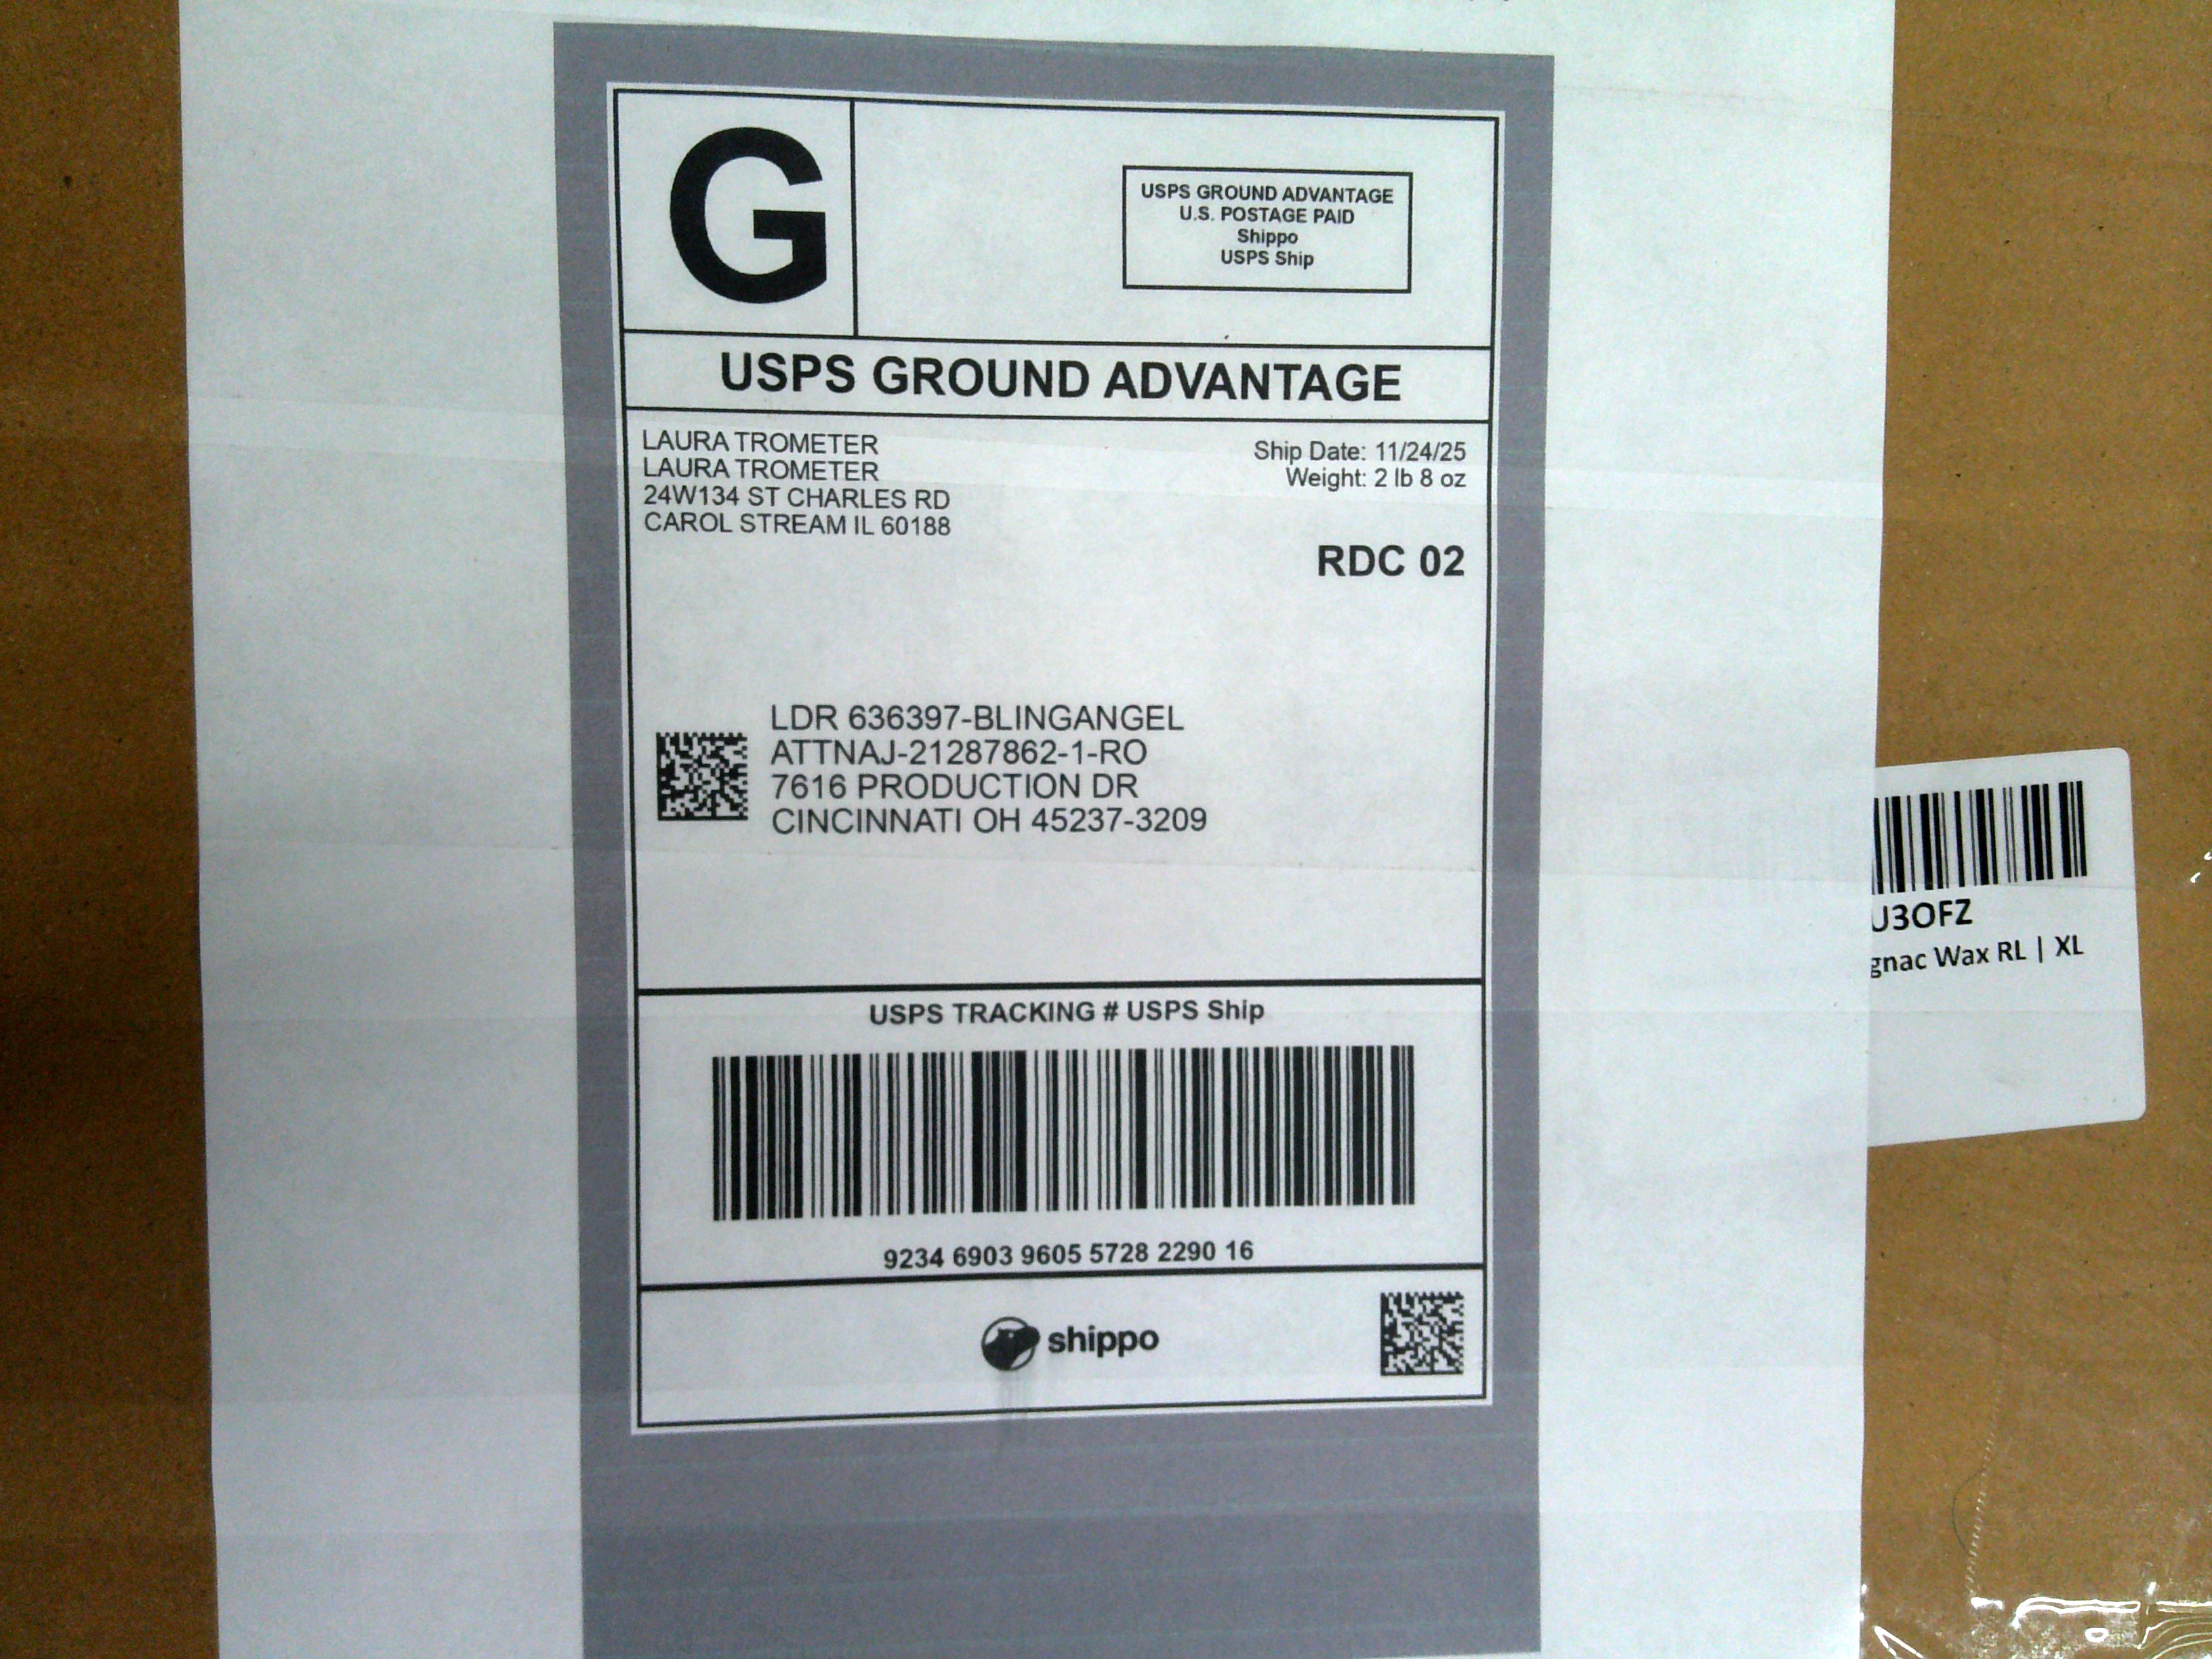 G
USPS GROUND ADVANTAGE
U.S. POSTAGE PAID
Shippo
USPS Ship
USPS GROUND ADVANTAGE
LAURA TROMETER
LAURA TROMETER
24W134 ST CHARLES RD
CAROL STREAM IL 60188
Ship Date: 11/24/25
Weight: 2 lb 8 oz
RDC 02
LDR 636397-BLINGANGEL
ATTNAJ-21287862-1-RO
7616 PRODUCTION DR
CINCINNATI OH 45237-3209
USPS TRACKING # USPS Ship
9234 6903 9605 5728 2290 16
shippo
U3OFZ
gnac Wax RL | XL